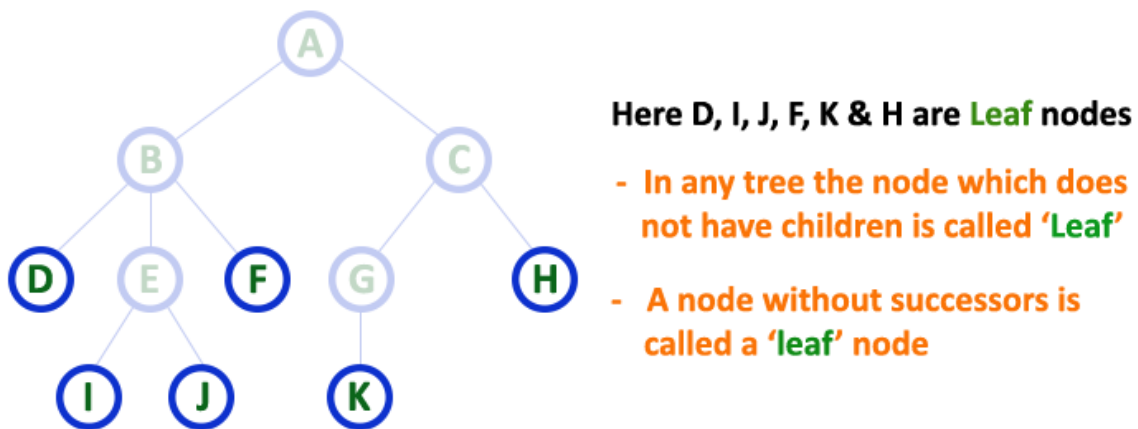 A
B
C
D
E
F
G
H
I
J
K
Here D, I, J, F, K & H are Leaf nodes
- In any tree the node which does
not have children is called ‘Leaf’
- A node without successors is
called a ‘leaf’ node